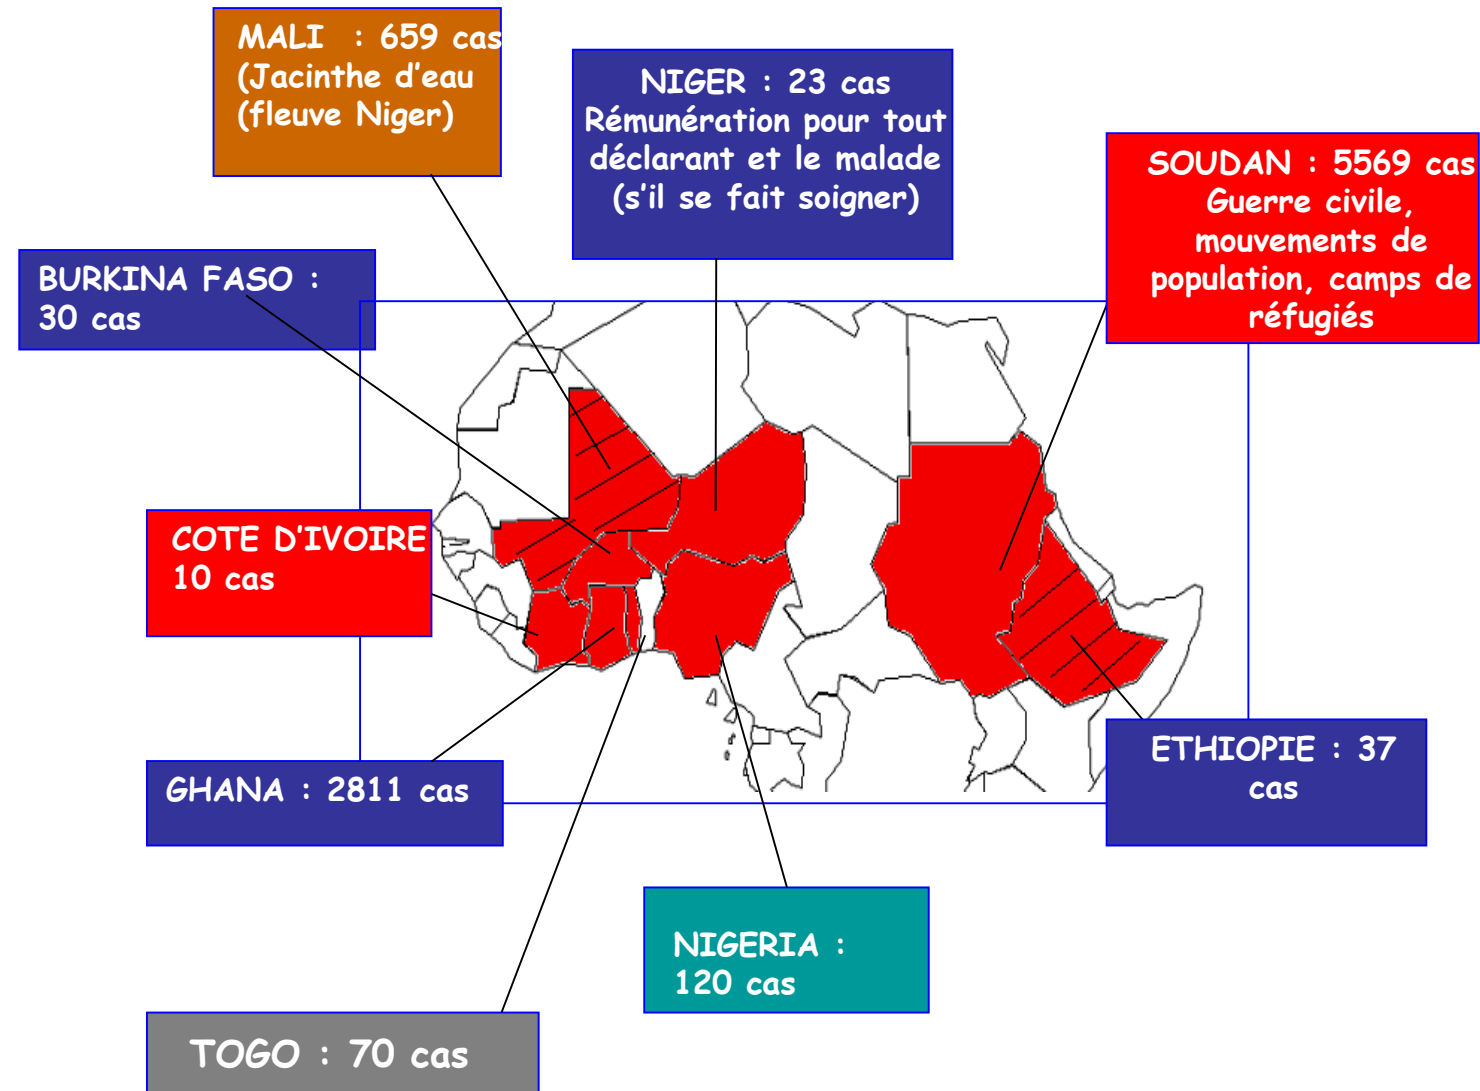 MALI : 659 cas
(Jacinthe d'eau
(fleuve Niger)
NIGER : 23 cas
Rémunération pour tout
déclarant et le malade
(s'il se fait soigner)
SOUDAN : 5569 cas
Guerre civile,
mouvements de
population, camps de
réfugiés
BURKINA FASO :
30 cas
COTE D'IVOIRE
10 cas
GHANA : 2811 cas
ETHIOPIE : 37
cas
NIGERIA :
120 cas
TOGO : 70 cas